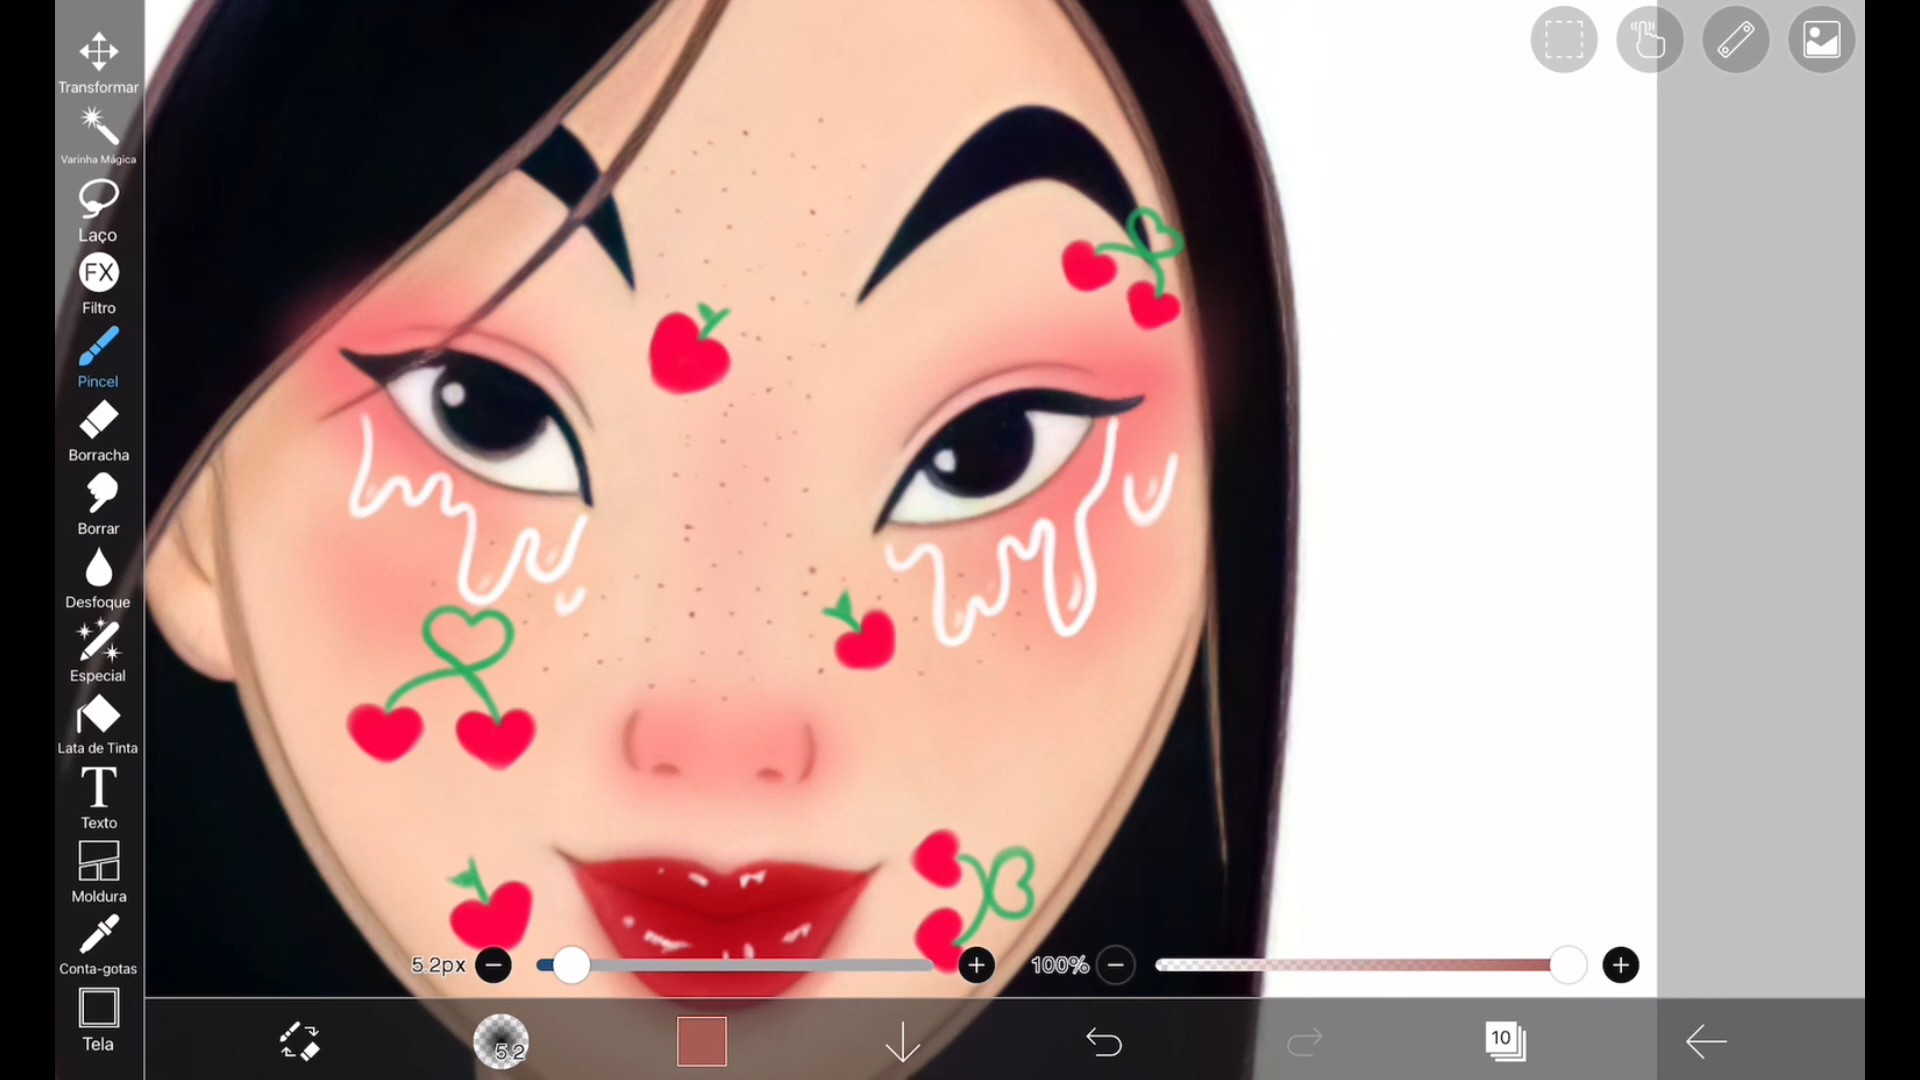 Transformar
Varinha Mágica
Laço
FX
Filtro
Pincel
Borracha
Borrar
Desfoque
Especial
Lata de Tinta
T
Texto
Moldura
Conta-gotas
Tela
5.2px
100%
5.2
10